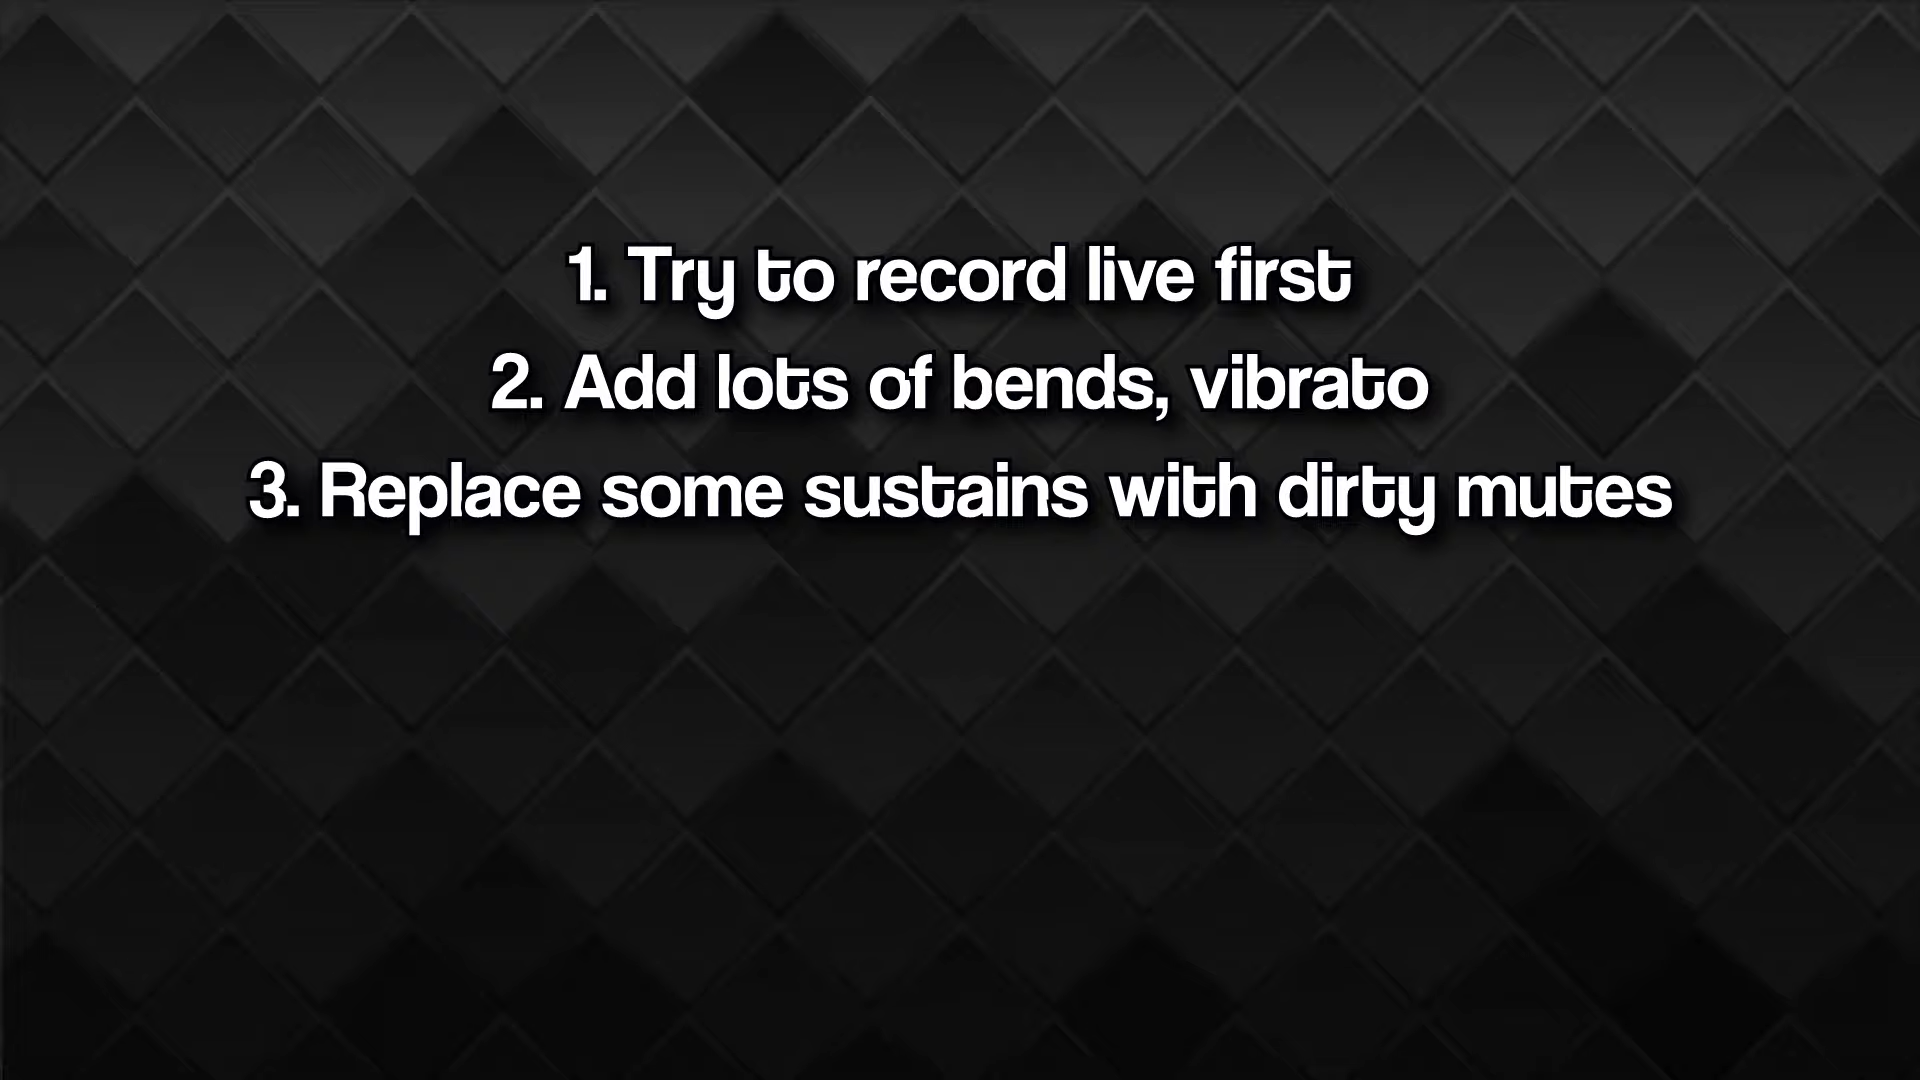 1. Try to record live first
2. Add lots of bends, vibrato
3. Replace some sustains with dirty mutes